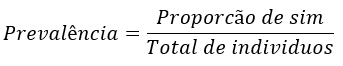 Prevalência = Proporcão de sim
Total de individuos